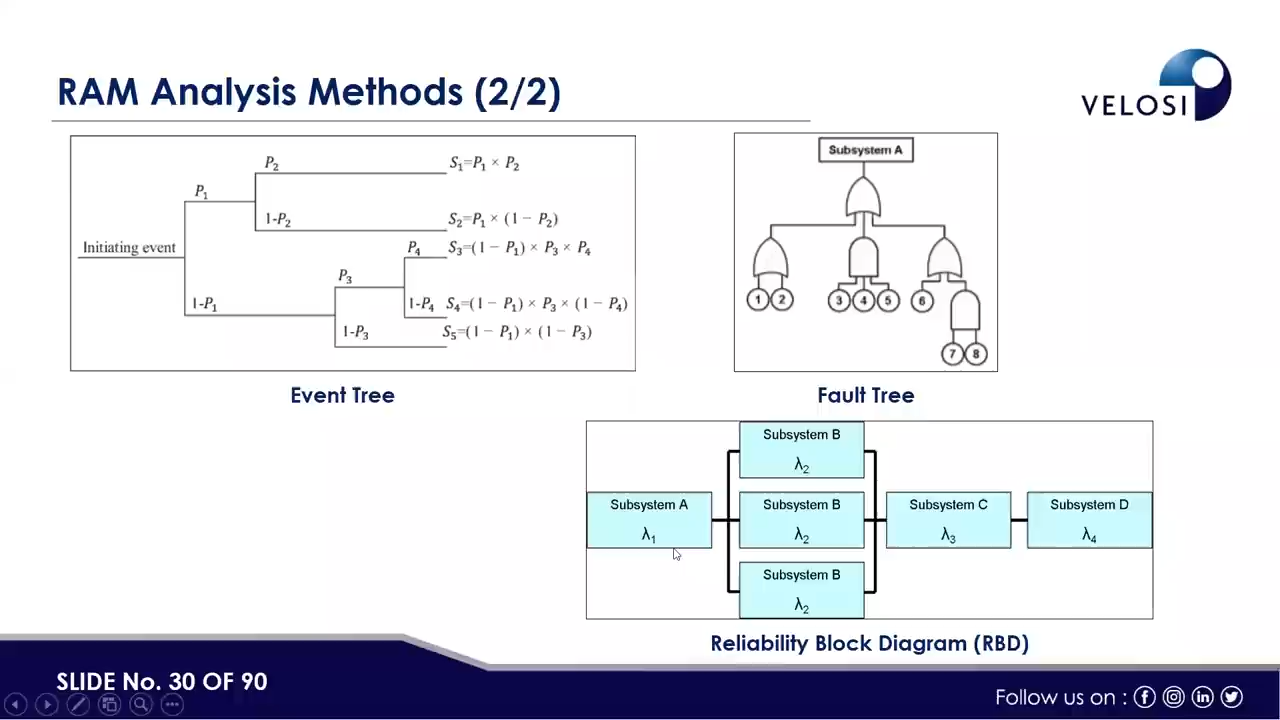 RAM Analysis Methods (2/2)
VELOSI
P₂
S₁=P₁ × P₂
P₁
1-P₂
S₂=P₁ × (1 − P₂)
Initiating event
P₄
S₃=(1 − P₁) × P₃ × P₄
P₃
1-P₁
1-P₄
S₄=(1 − P₁) × P₃ × (1 − P₄)
1-P₃
S₅=(1 − P₁) × (1 − P₃)
Event Tree
Subsystem A
1 2 3 4 5 6
7 8
Fault Tree
Subsystem B
λ₂
Subsystem A
λ₁
Subsystem B
λ₂
Subsystem C
λ₃
Subsystem D
λ₄
Subsystem B
λ₂
Reliability Block Diagram (RBD)
SLIDE No. 30 OF 90
Follow us on :